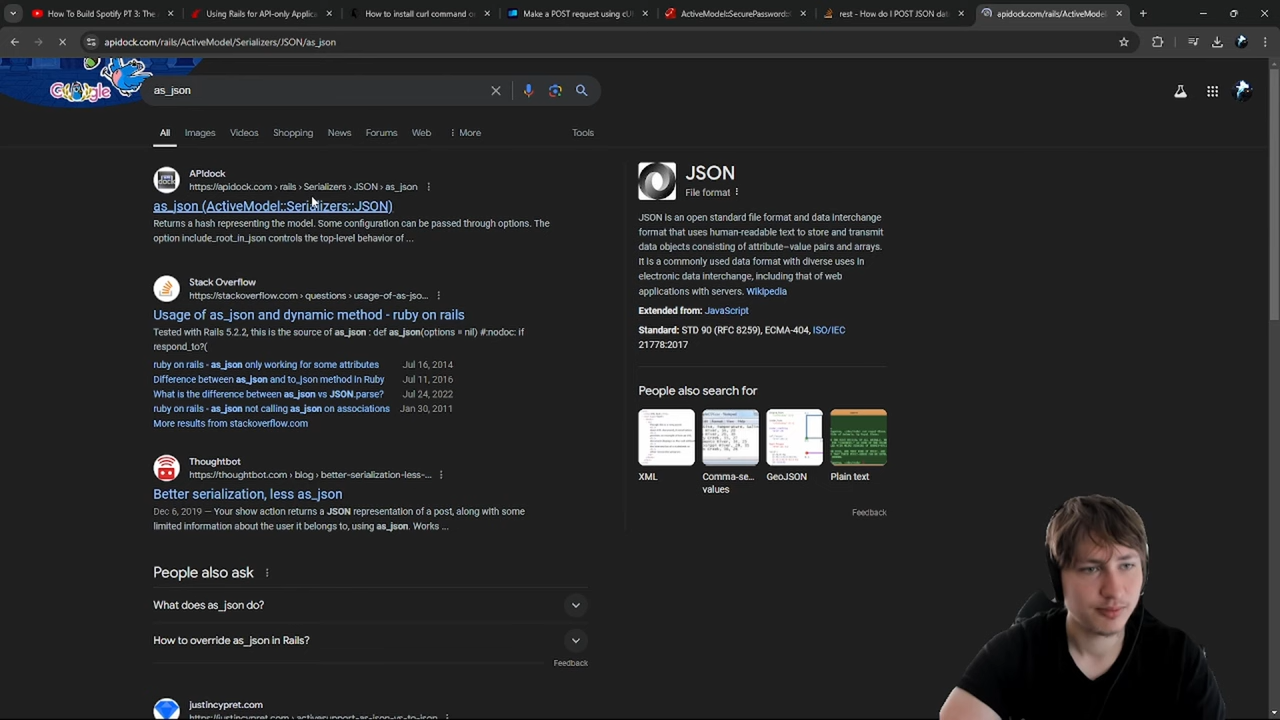 How To Build Spotify PT 3: The A
Using Rails for API-only Applica
How to install curl command on
Make a POST request using cU
ActiveModel::SecurePassword::
rest - How do I POST JSON dat
apidock.com/rails/ActiveModel
apidock.com/rails/ActiveModel/Serializers/JSON/as_json
Google
as_json
All
Images
Videos
Shopping
News
Forums
Web
More
Tools
APIdock
https://apidock.com › rails › Serializers › JSON › as_json
as_json (ActiveModel::Serializers::JSON)
Returns a hash representing the model. Some configuration can be passed through options. The
option include_root_in_json controls the top-level behavior of ...
Stack Overflow
https://stackoverflow.com › questions › usage-of-as-jso...
Usage of as_json and dynamic method - ruby on rails
Tested with Rails 5.2.2, this is the source of as_json : def as_json(options = nil) #:nodoc: if
respond_to?(
ruby on rails - as_json only working for some attributes Jul 16, 2014
Difference between as_json and to_json method In Ruby Jul 11, 2016
What is the difference between as_json vs JSON.parse? Jul 24, 2022
ruby on rails - as_json not calling as_json on associations Jan 30, 2011
More results from stackoverflow.com
Thoughtbot
https://thoughtbot.com › blog › better-serialization-less-...
Better serialization, less as_json
Dec 6, 2019 — Your show action returns a JSON representation of a post, along with some
limited information about the user it belongs to, using as_json. Works ...
People also ask
What does as_json do?
How to override as_json in Rails?
Feedback
justincypret.com
https://justincypret.com › activesupport-as-json-vs-to-json
JSON
File format
JSON is an open standard file format and data interchange
format that uses human-readable text to store and transmit
data objects consisting of attribute–value pairs and arrays.
It is a commonly used data format with diverse uses in
electronic data interchange, including that of web
applications with servers. Wikipedia
Extended from: JavaScript
Standard: STD 90 (RFC 8259), ECMA-404, ISO/IEC
21778:2017
People also search for
XML
Comma-se...
values
GeoJSON
Plain text
Feedback